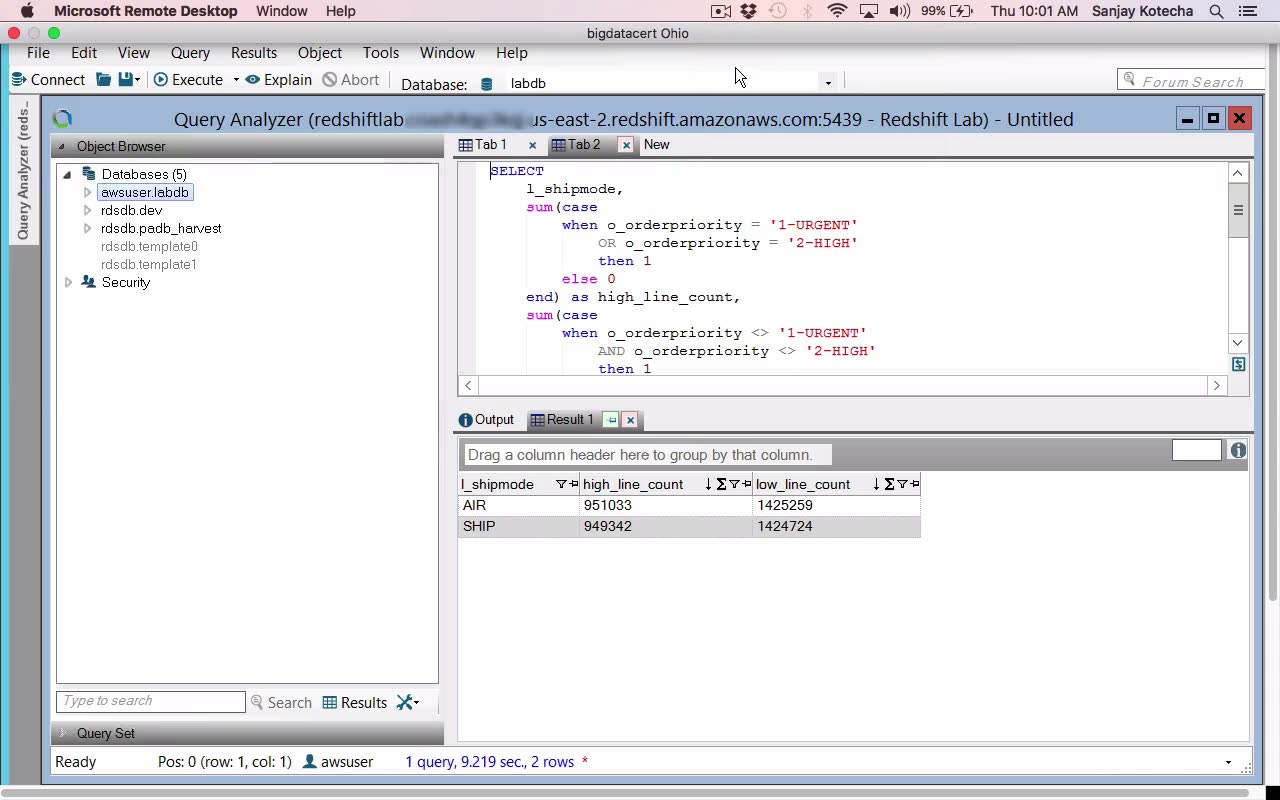 Microsoft Remote Desktop Window Help 99% Thu 10:01 AM Sanjay Kotecha
bigdatacert Ohio
File Edit View Query Results Object Tools Window Help
Connect Execute Explain Abort Database: labdb Forum Search
Query Analyzer (reds...
Query Analyzer (redshiftlab us-east-2.redshift.amazonaws.com:5439 - Redshift Lab) - Untitled
Object Browser
Databases (5)
awsuser.labdb
rdsdb.dev
rdsdb.padb_harvest
rdsdb.template0
rdsdb.template1
Security
Type to search Search Results
Query Set
Tab 1 Tab 2 New
SELECT
l_shipmode,
sum(case
when o_orderpriority = '1-URGENT'
OR o_orderpriority = '2-HIGH'
then 1
else 0
end) as high_line_count,
sum(case
when o_orderpriority <> '1-URGENT'
AND o_orderpriority <> '2-HIGH'
then 1
Output Result 1
Drag a column header here to group by that column.
l_shipmode high_line_count low_line_count
AIR 951033 1425259
SHIP 949342 1424724
Ready Pos: 0 (row: 1, col: 1) awsuser 1 query, 9.219 sec., 2 rows *